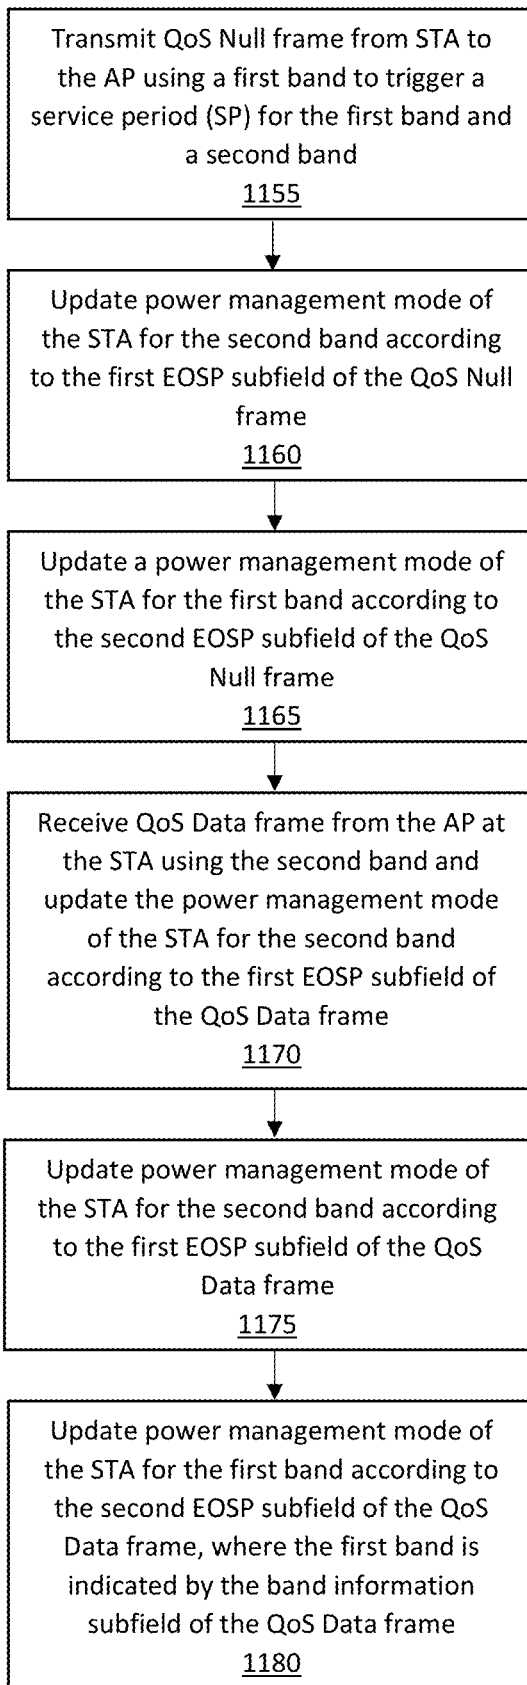 Transmit QoS Null frame from STA to
the AP using a first band to trigger a
service period (SP) for the first band and
a second band
1155
Update power management mode of
the STA for the second band according
to the first EOSP subfield of the QoS Null
frame
1160
Update a power management mode of
the STA for the first band according to
the second EOSP subfield of the QoS
Null frame
1165
Receive QoS Data frame from the AP at
the STA using the second band and
update the power management mode
of the STA for the second band
according to the first EOSP subfield of
the QoS Data frame
1170
Update power management mode of
the STA for the second band according
to the first EOSP subfield of the QoS
Data frame
1175
Update power management mode of
the STA for the first band according to
the second EOSP subfield of the QoS
Data frame, where the first band is
indicated by the band information
subfield of the QoS Data frame
1180